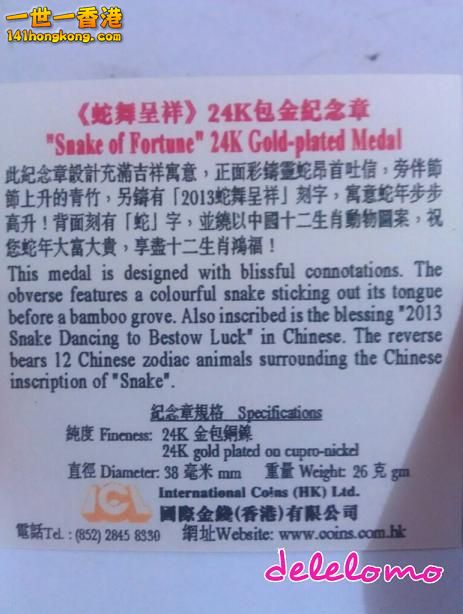 一世一香港
141hongkong.com
《蛇舞呈祥》24K包金紀念章
"Snake of Fortune" 24K Gold-plated Medal
此紀念章設計充滿吉祥寓意，正面彩鑄靈蛇昂首吐信，旁伴節
節上升的青竹，另鑄有「2013蛇舞呈祥」刻字，寓意蛇年步步
高升！背面刻有「蛇」字，並繞以中國十二生肖動物圖案，祝
您蛇年大富大貴，享盡十二生肖鴻福！
This medal is designed with blissful connotations. The
obverse features a colourful snake sticking out its tongue
before a bamboo grove. Also inscribed is the blessing "2013
Snake Dancing to Bestow Luck" in Chinese. The reverse
bears 12 Chinese zodiac animals surrounding the Chinese
inscription of "Snake".
紀念章規格 Specifications
純度 Fineness: 24K 金包銅鎳
24K gold plated on cupro-nickel
直徑 Diameter: 38 毫米 mm 重量 Weight: 26 克 gm
ICL International Coins (HK) Ltd.
國際金錢(香港)有限公司
電話Tel.: (852) 2845 8330 網址Website: www.coins.com.hk
delelomo